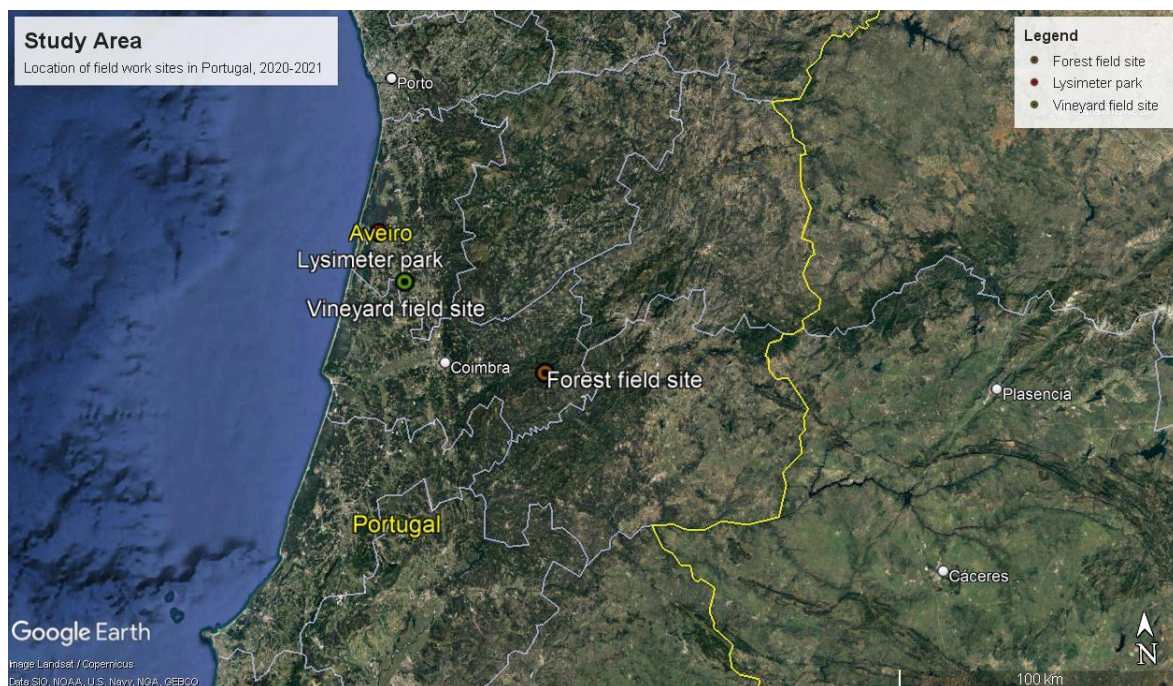 Study Area
Location of field work sites in Portugal, 2020-2021
Legend
Forest field site
Lysimeter park
Vineyard field site
Porto
Aveiro
Lysimeter park
Vineyard field site
Coimbra
Forest field site
Plasencia
Portugal
Cáceres
Google Earth
Image Landsat / Copernicus
Data SIO, NOAA, U.S. Navy, NGA, GEBCO
N
100 km